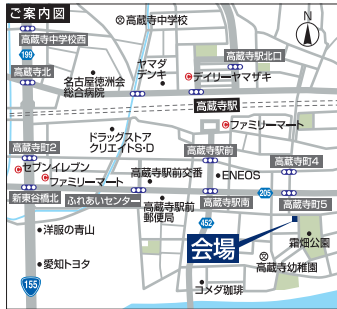 ご案内図
高蔵寺中学校
N
199
高蔵寺中学校西
高蔵寺北
名古屋徳洲会
総合病院
ヤマダ
デンキ
高蔵寺駅北口
デイリーヤマザキ
高蔵寺駅
ファミリーマート
ドラッグストア
クリエイトS・D
高蔵寺町2
セブンイレブン
ファミリーマート
高蔵寺駅前交番
高蔵寺駅前
ENEOS
高蔵寺町4
新東谷橋北
ふれあいセンター
高蔵寺駅前
郵便局
高蔵寺駅南
205
高蔵寺町5
452
会場
洋服の青山
霜畑公園
愛知トヨタ
高蔵寺幼稚園
155
コメダ珈琲